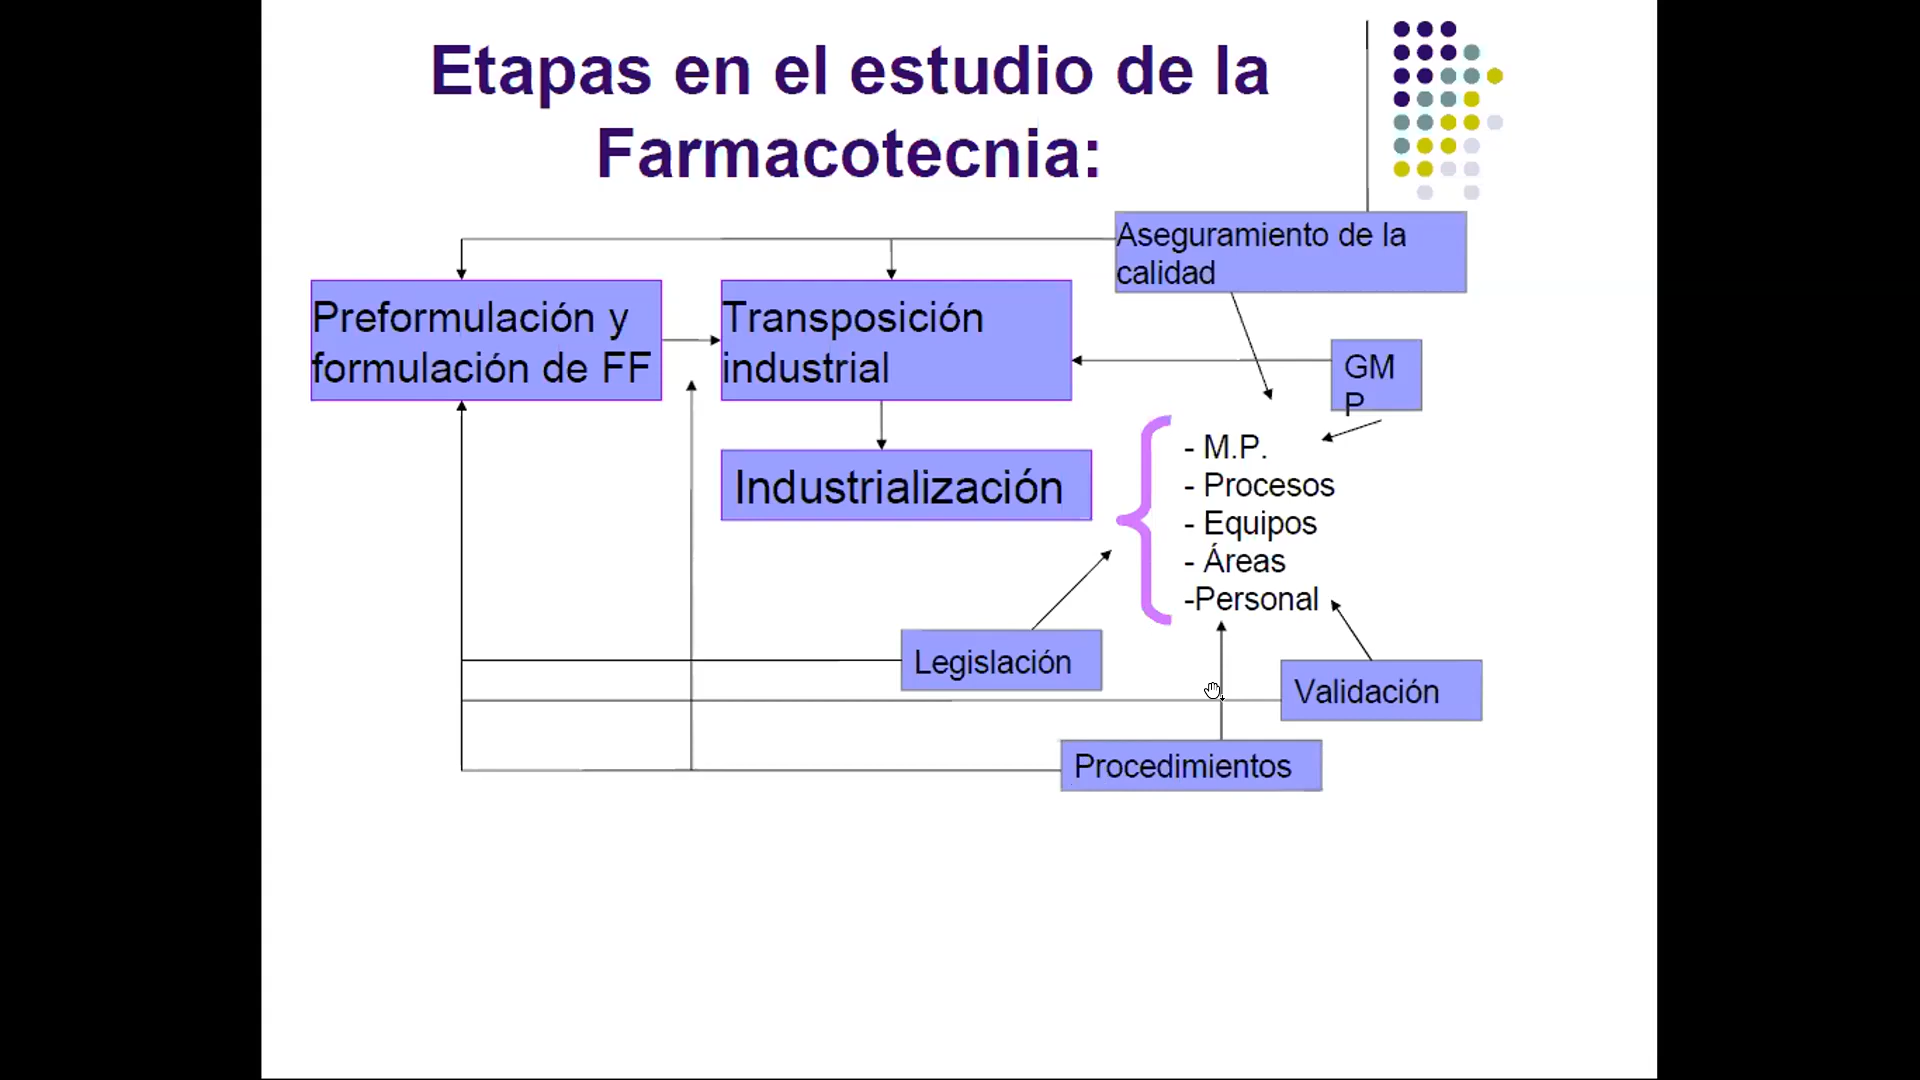 Etapas en el estudio de la
Farmacotecnia:
Aseguramiento de la
calidad
Preformulación y
formulación de FF
Transposición
industrial
GM
P
Industrialización
- M.P.
- Procesos
- Equipos
- Áreas
-Personal
Legislación
Validación
Procedimientos